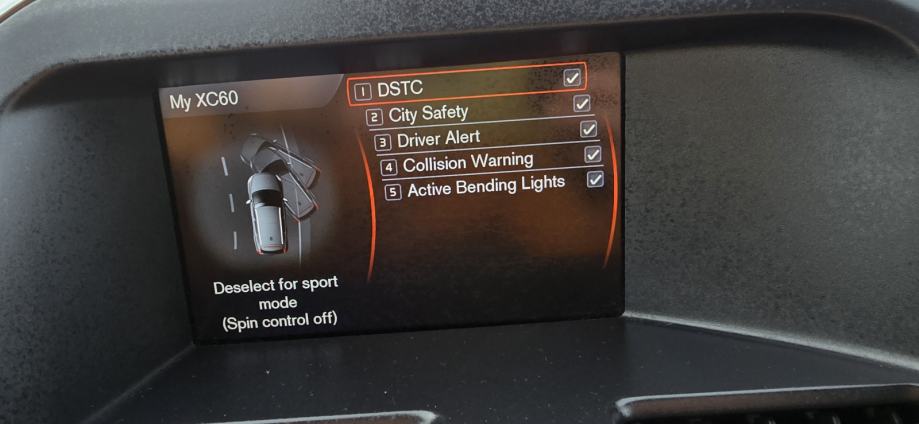 My XC60
1 DSTC
2 City Safety
3 Driver Alert
4 Collision Warning
5 Active Bending Lights
Deselect for sport
mode
(Spin control off)